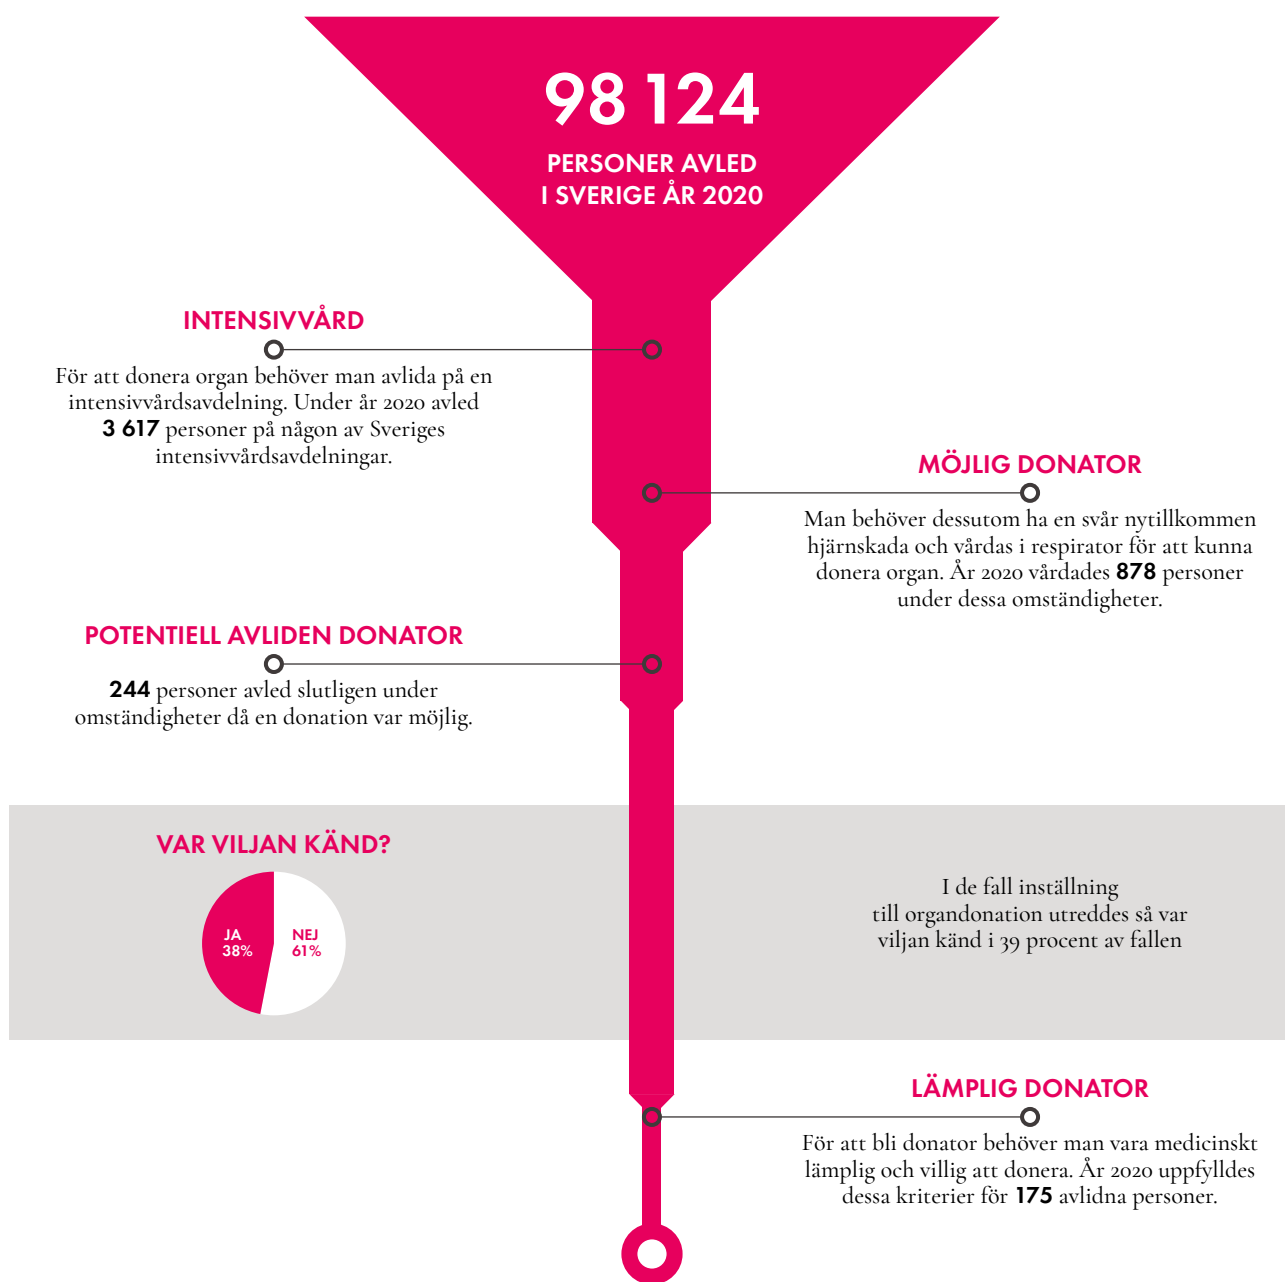 98 124
PERSONER AVLED
I SVERIGE ÅR 2020
INTENSIVVÅRD
För att donera organ behöver man avlida på en
intensivvårdsavdelning. Under år 2020 avled
3 617 personer på någon av Sveriges
intensivvårdsavdelningar.
MÖJLIG DONATOR
Man behöver dessutom ha en svår nytillkommen
hjärnskada och vårdas i respirator för att kunna
donera organ. År 2020 vårdades 878 personer
under dessa omständigheter.
POTENTIELL AVLIDEN DONATOR
244 personer avled slutligen under
omständigheter då en donation var möjlig.
VAR VILJAN KÄND?
JA
38%
NEJ
61%
I de fall inställning
till organdonation utreddes så var
viljan känd i 39 procent av fallen
LÄMPLIG DONATOR
För att bli donator behöver man vara medicinskt
lämplig och villig att donera. År 2020 uppfylldes
dessa kriterier för 175 avlidna personer.